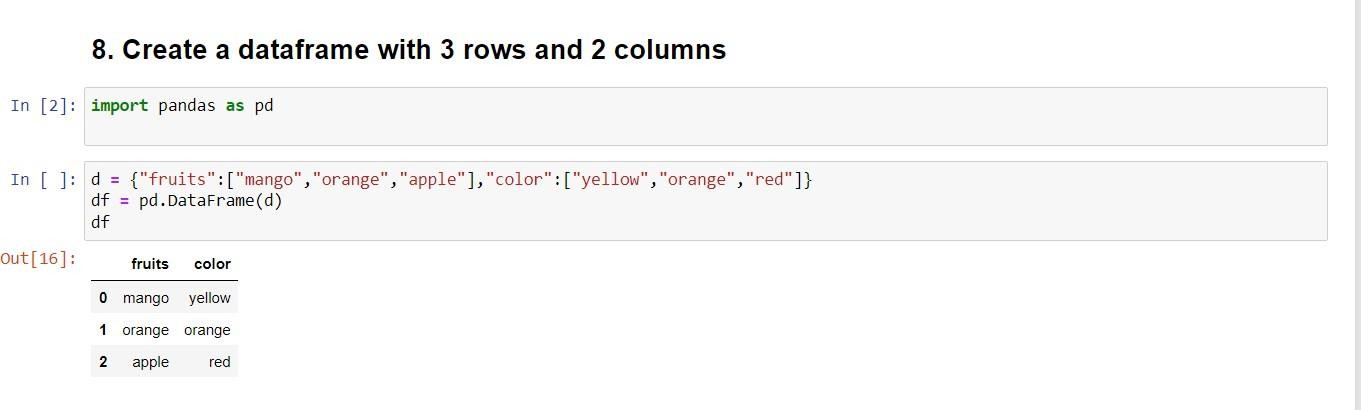 8. Create a dataframe with 3 rows and 2 columns
In [2]: import pandas as pd
In [ ]: d = {"fruits":["mango","orange","apple"],"color":["yellow","orange","red"]}
df = pd.DataFrame(d)
df
Out[16]:
fruits color
0 mango yellow
1 orange orange
2 apple red